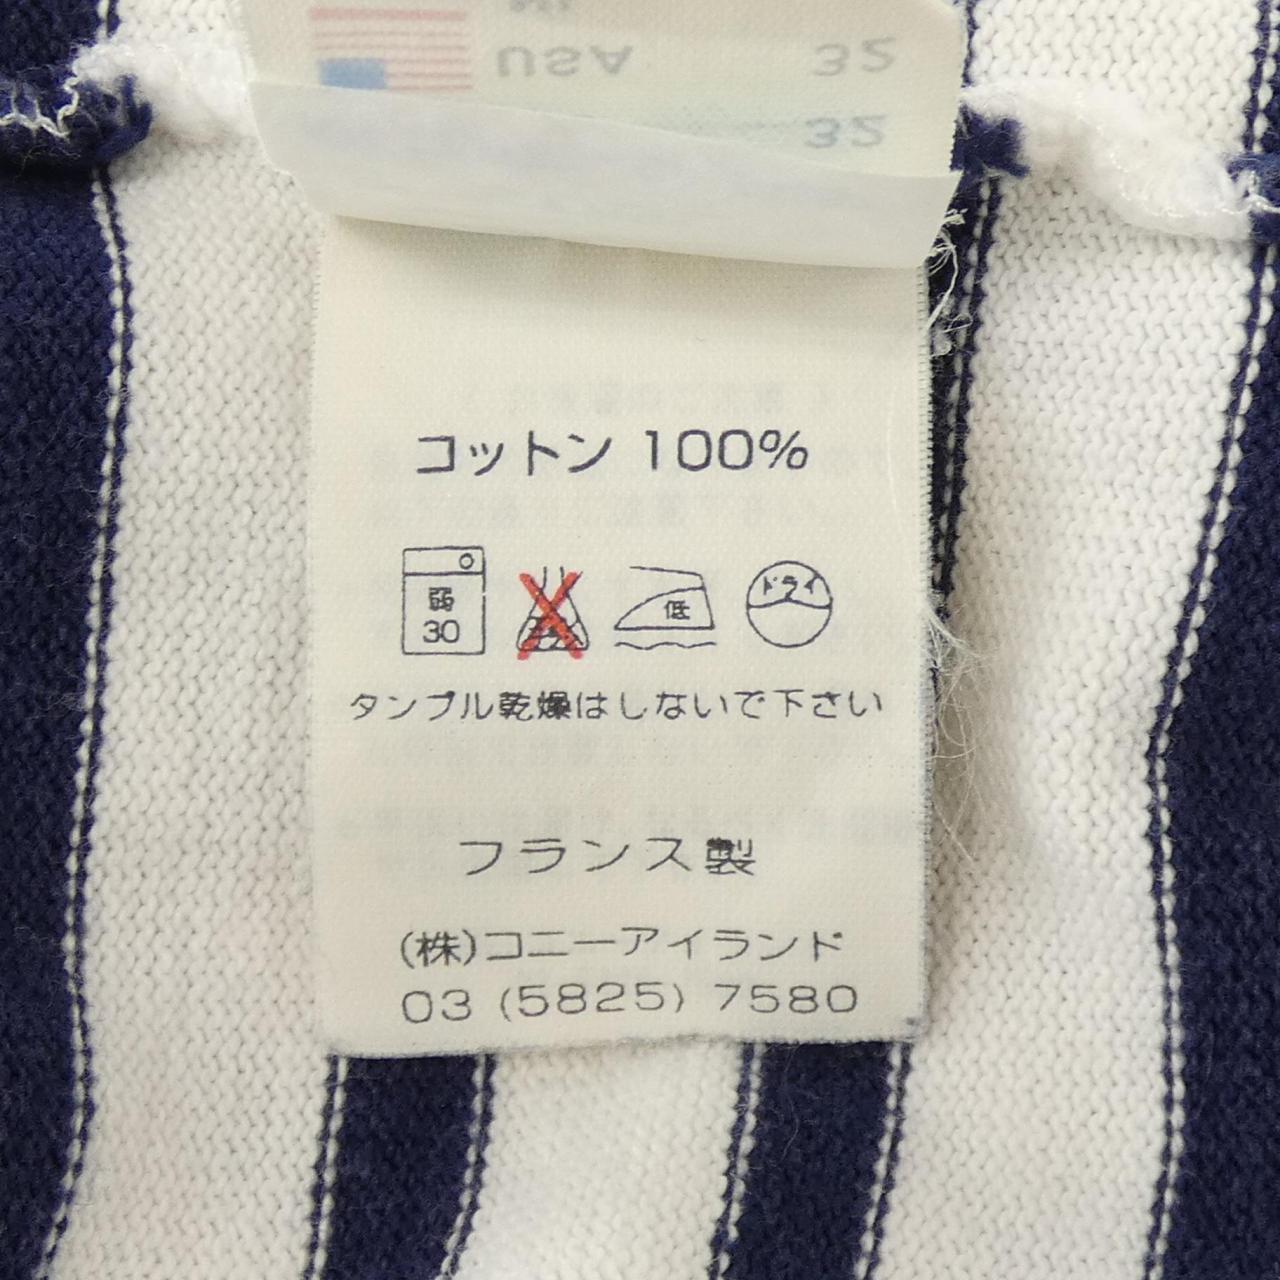 USA 32
32
コットン 100%
弱
30
低
ドライ
タンブル乾燥はしないで下さい
フランス製
(株)コニーアイランド
03 (5825) 7580